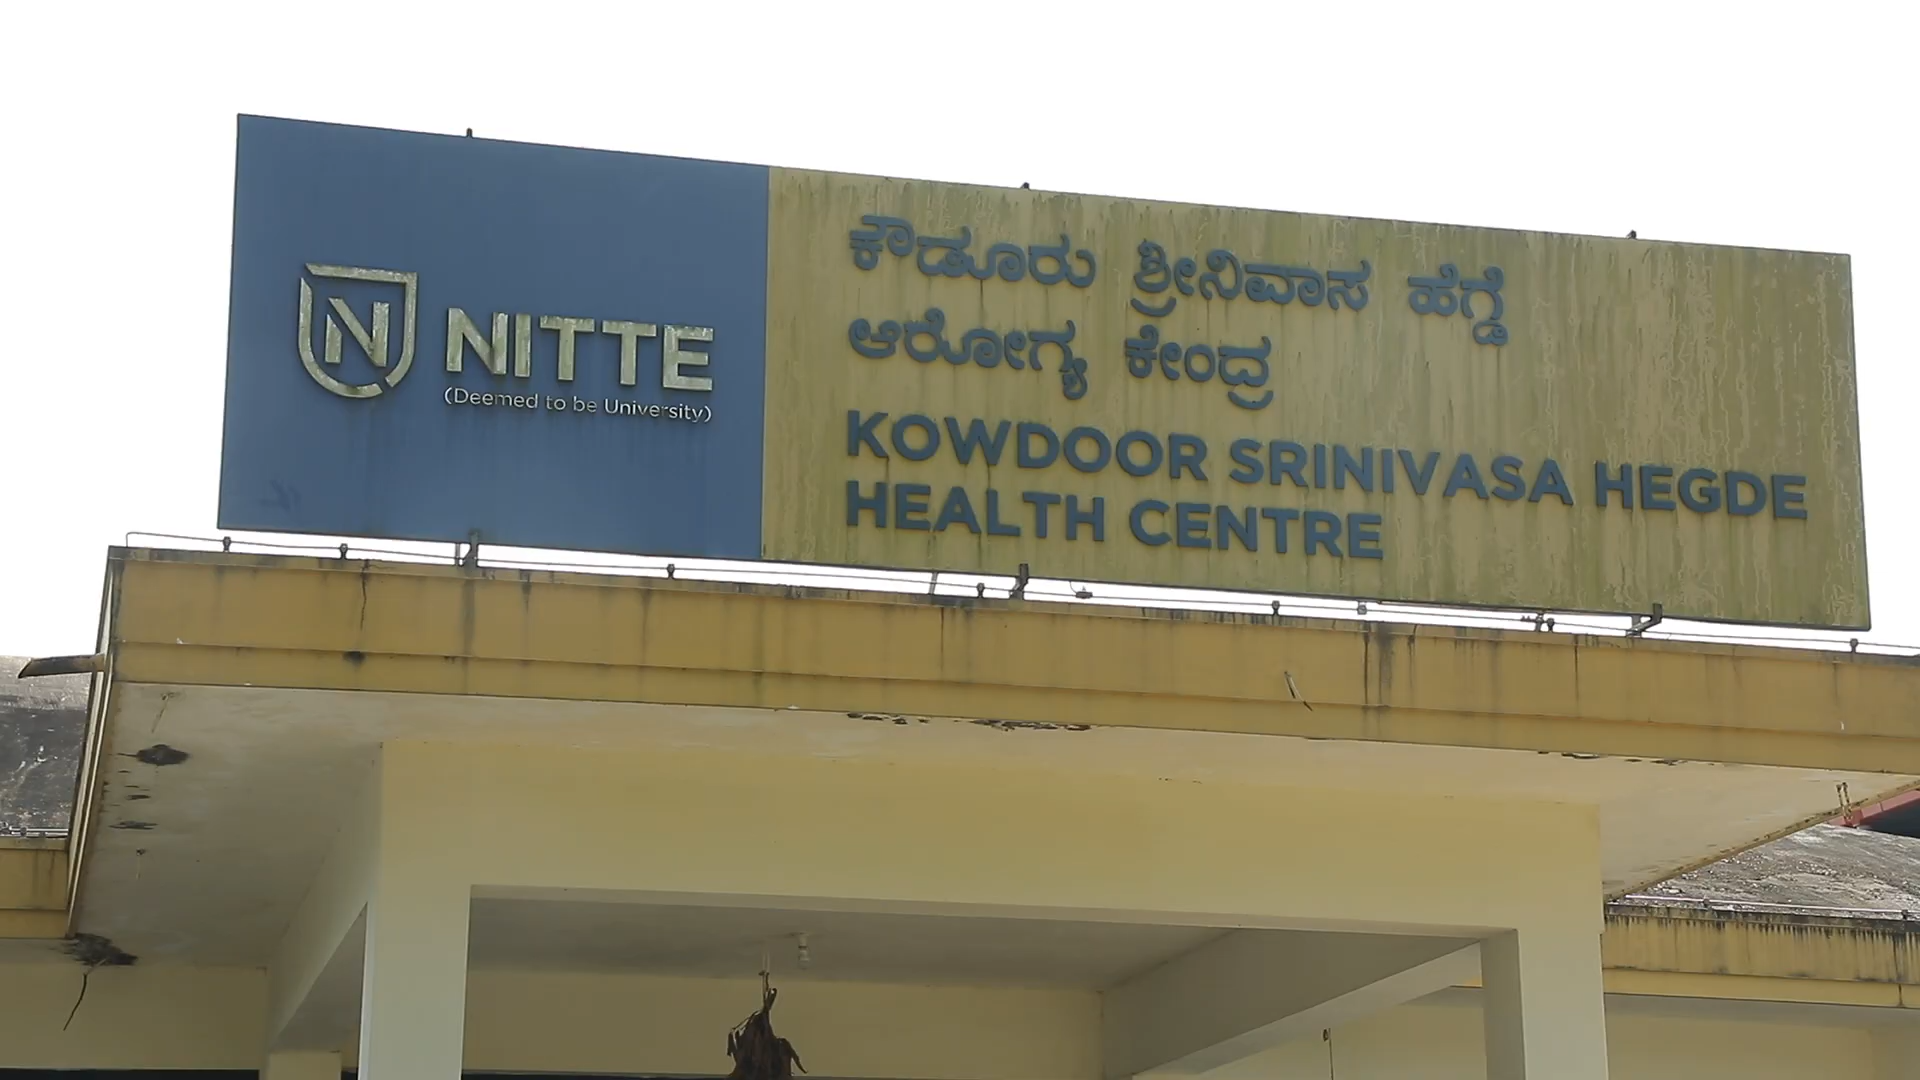 N NITTE
(Deemed to be University)
ಕೌಡೂರು ಶ್ರೀನಿವಾಸ ಹೆಗ್ಡೆ
ಆರೋಗ್ಯ ಕೇಂದ್ರ
KOWDOOR SRINIVASA HEGDE
HEALTH CENTRE